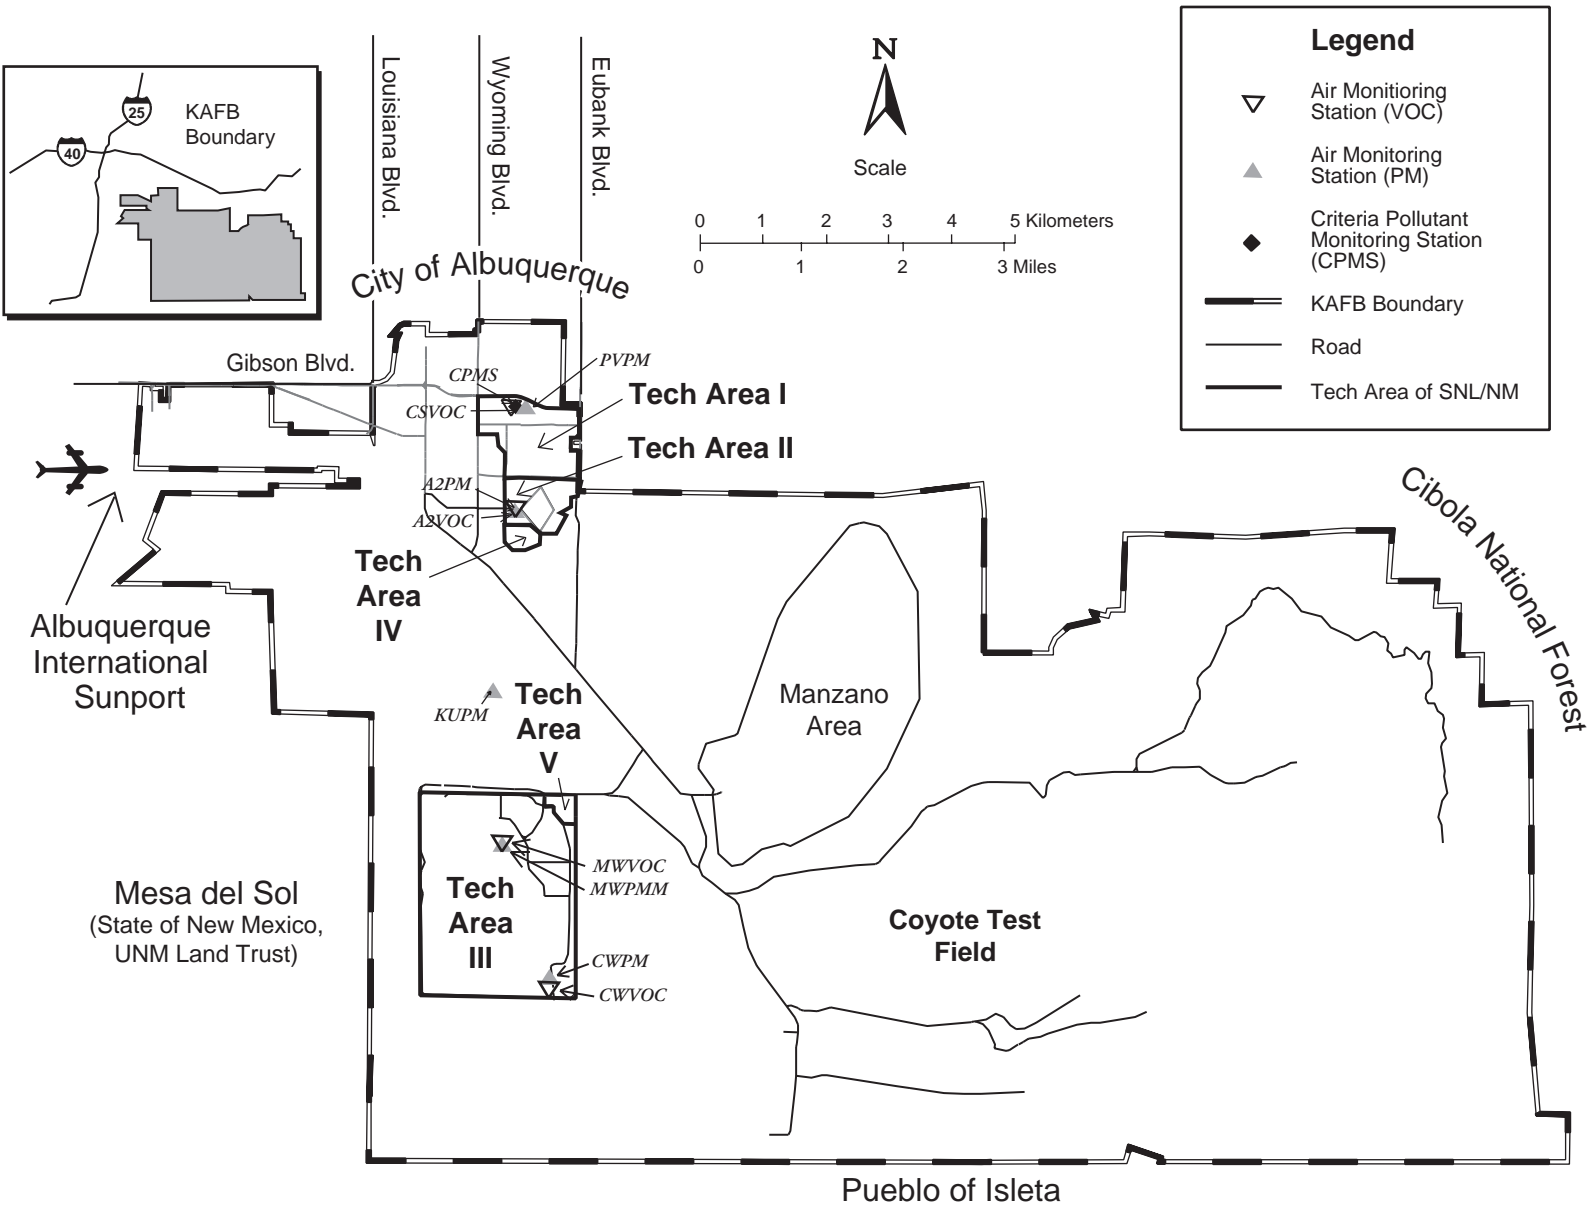 N
Scale
0 1 2 3 4 5 Kilometers
0 1 2 3 Miles
Legend
Air Monitioring
Station (VOC)
Air Monitoring
Station (PM)
Criteria Pollutant
Monitoring Station
(CPMS)
KAFB Boundary
Road
Tech Area of SNL/NM
25
40
KAFB
Boundary
Louisiana Blvd.
Wyoming Blvd.
Eubank Blvd.
City of Albuquerque
Gibson Blvd.
PVPM
CPMS
CSVOC
Tech Area I
Tech Area II
A2PM
A2VOC
Tech
Area
IV
Albuquerque
International
Sunport
Cibola National Forest
KUPM
Tech
Area
V
Manzano
Area
MWVOC
MWPMM
Tech
Area
III
Mesa del Sol
(State of New Mexico,
UNM Land Trust)
Coyote Test
Field
CWPM
CWVOC
Pueblo of Isleta